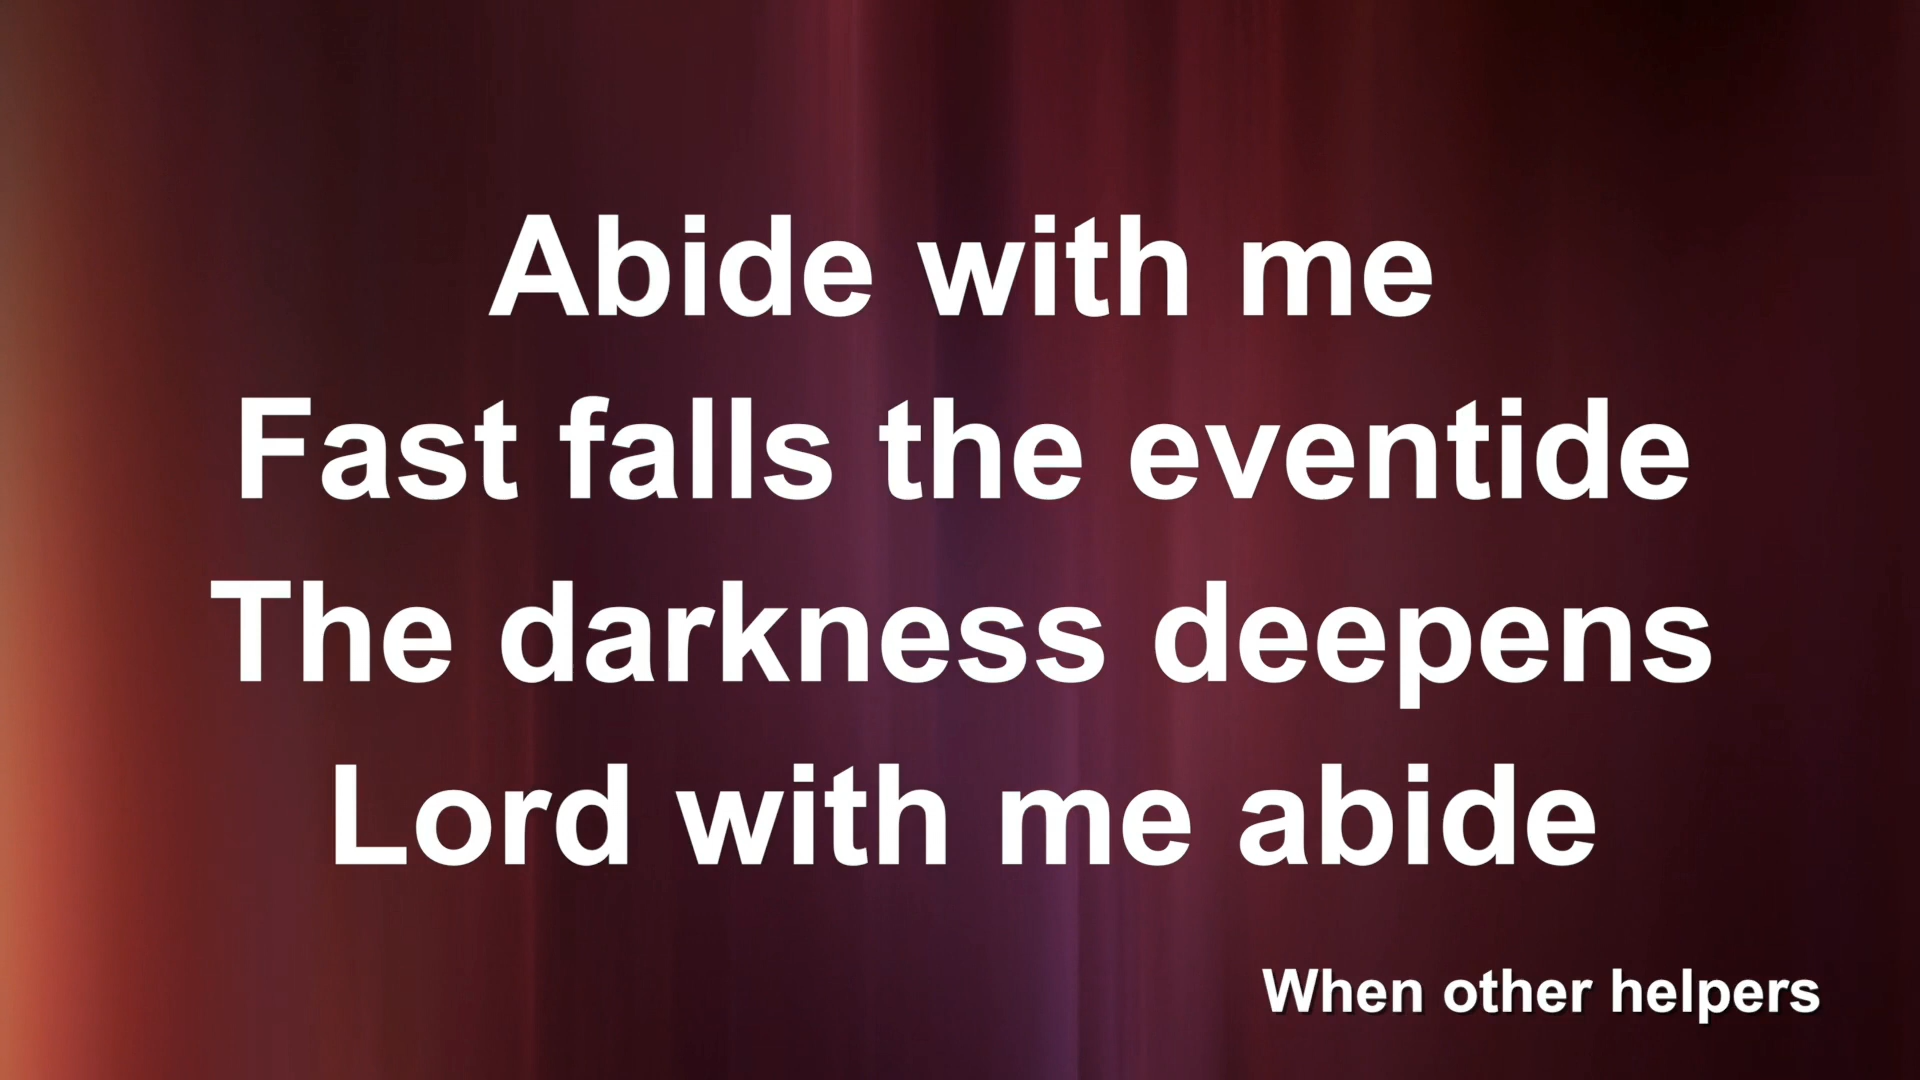 Abide with me
Fast falls the eventide
The darkness deepens
Lord with me abide
When other helpers